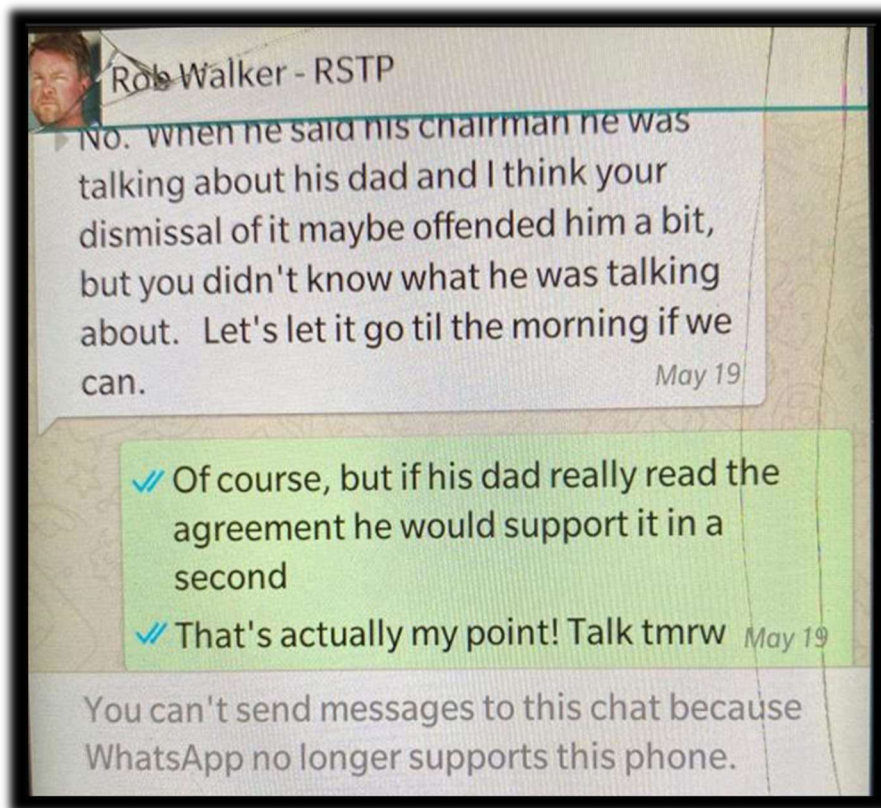 Rob Walker - RSTP
No. When he said his chairman he was
talking about his dad and I think your
dismissal of it maybe offended him a bit,
but you didn't know what he was talking
about. Let's let it go til the morning if we
can.
May 19
Of course, but if his dad really read the
agreement he would support it in a
second
That's actually my point! Talk tmrw May 19
You can't send messages to this chat because
WhatsApp no longer supports this phone.